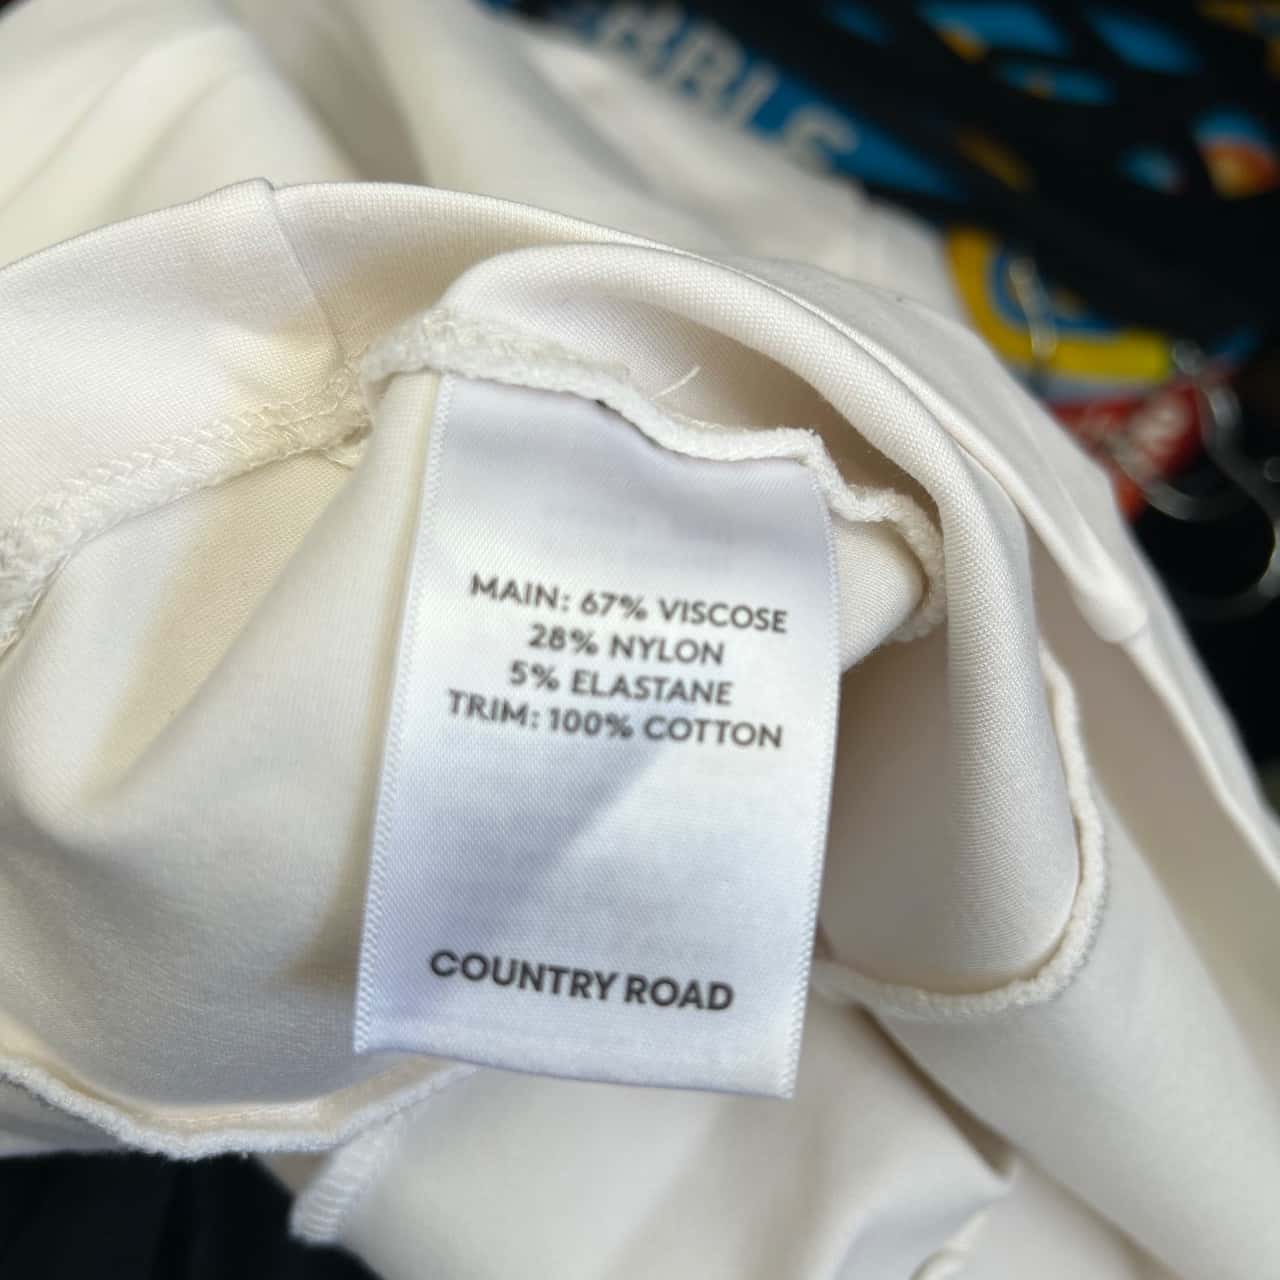 MAIN: 67% VISCOSE
28% NYLON
5% ELASTANE
TRIM: 100% COTTON
COUNTRY ROAD